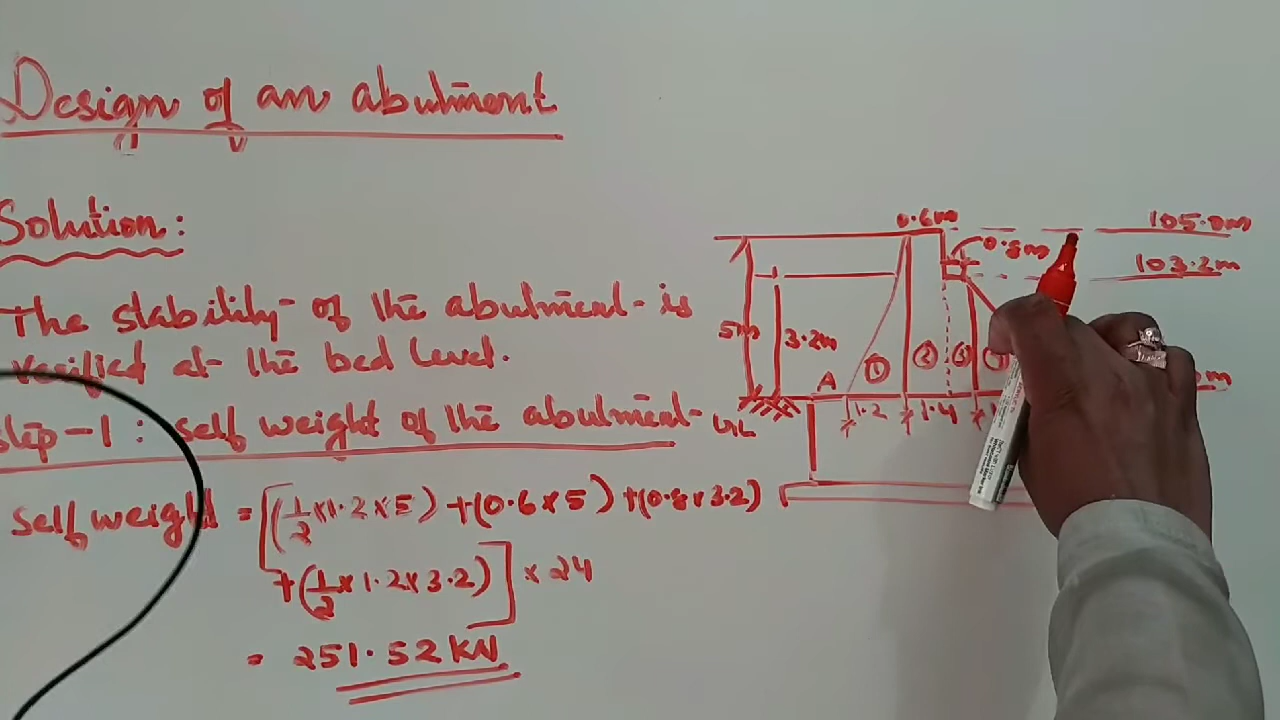 Design of an abutment
Solution:
The stability of the abutment is
verified at the bed level.
step-1: self weight of the abutment
self weight = [(1/2 x 1.2 x 5) + (0.6 x 5) + (0.8 x 3.2)
+ (1/2 x 1.2 x 3.2)] x 24
= 251.52 KN
0.6m
105.0m
0.8m
103.2m
5m
3.2m
A
1
2
3
1.2
1.4